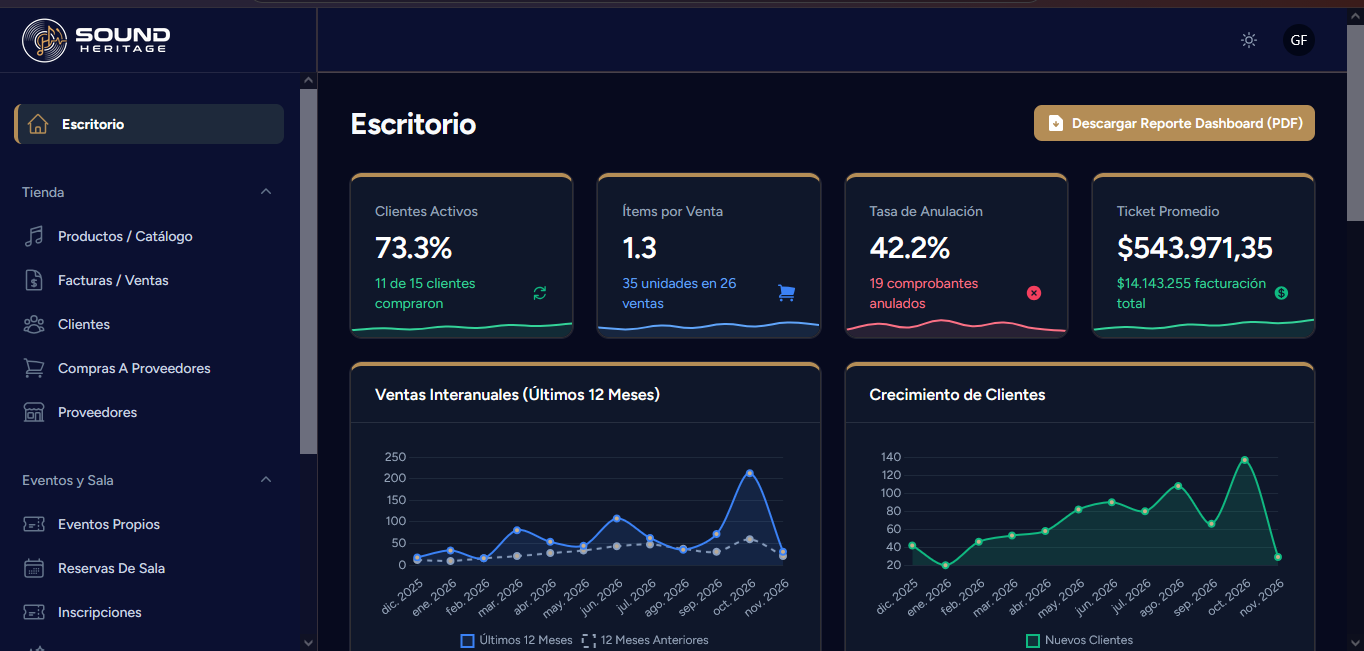 SOUND
HERITAGE
GF
Escritorio
Tienda
Productos / Catálogo
Facturas / Ventas
Clientes
Compras A Proveedores
Proveedores
Eventos y Sala
Eventos Propios
Reservas De Sala
Inscripciones
Escritorio
Descargar Reporte Dashboard (PDF)
Clientes Activos
73.3%
11 de 15 clientes
compraron
Ítems por Venta
1.3
35 unidades en 26
ventas
Tasa de Anulación
42.2%
19 comprobantes
anulados
Ticket Promedio
$543.971,35
$14.143.255 facturación
total
Ventas Interanuales (Últimos 12 Meses)
250
200
150
100
50
0
dic. 2025
ene. 2026
feb. 2026
mar. 2026
abr. 2026
may. 2026
jun. 2026
jul. 2026
ago. 2026
sep. 2026
oct. 2026
nov. 2026
Últimos 12 Meses
12 Meses Anteriores
Crecimiento de Clientes
140
120
100
80
60
40
20
dic. 2025
ene. 2026
feb. 2026
mar. 2026
abr. 2026
may. 2026
jun. 2026
jul. 2026
ago. 2026
sep. 2026
oct. 2026
nov. 2026
Nuevos Clientes